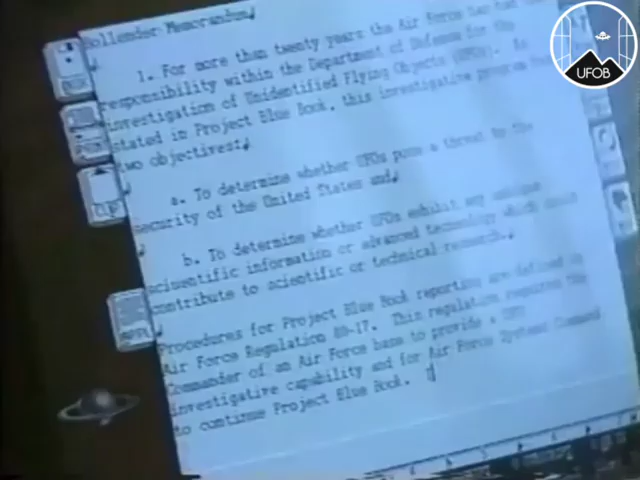 Bollender Memorandum
1. For more than twenty years the Air Force has had the
responsibility within the Department of Defense for the
investigation of Unidentified Flying Objects (UFOs). As
stated in Project Blue Book, this investigative program has
two objectives:
a. To determine whether UFOs pose a threat to the
security of the United States and
b. To determine whether UFOs exhibit any unique
scisentific information or advanced technology which could
contribute to scientific or technical research.
Procedures for Project Blue Book reporting are defined in
Air Force Regulation 80-17. This regulation requires the
Commander of an Air Force base to provide a UFO
investigative capability and for Air Force Systems Command
to continue Project Blue Book.
UFOB